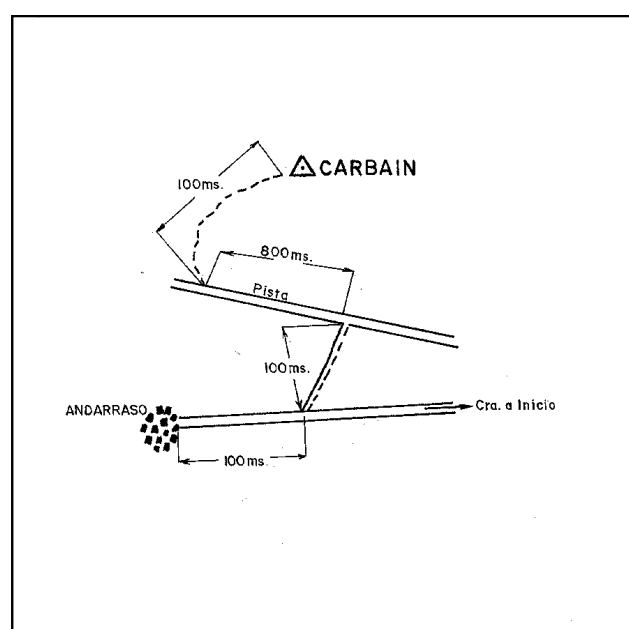 CARBAIN
100ms.
800ms.
Pista
100ms.
ANDARRASO
Cra. a Inicio
100ms.